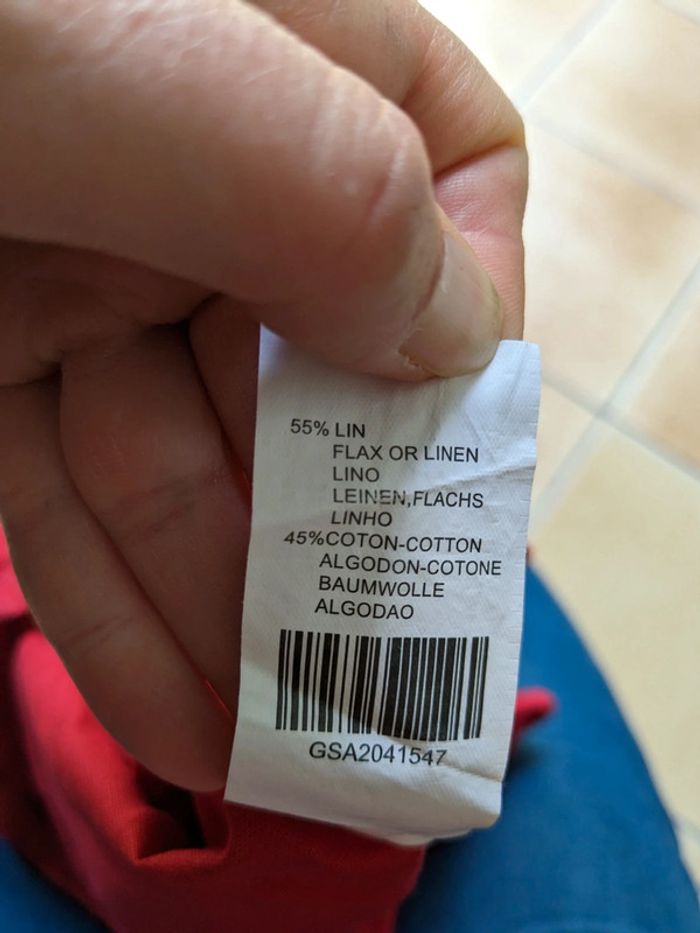 55% LIN
FLAX OR LINEN
LINO
LEINEN,FLACHS
LINHO
45%COTON-COTTON
ALGODON-COTONE
BAUMWOLLE
ALGODAO
GSA2041547